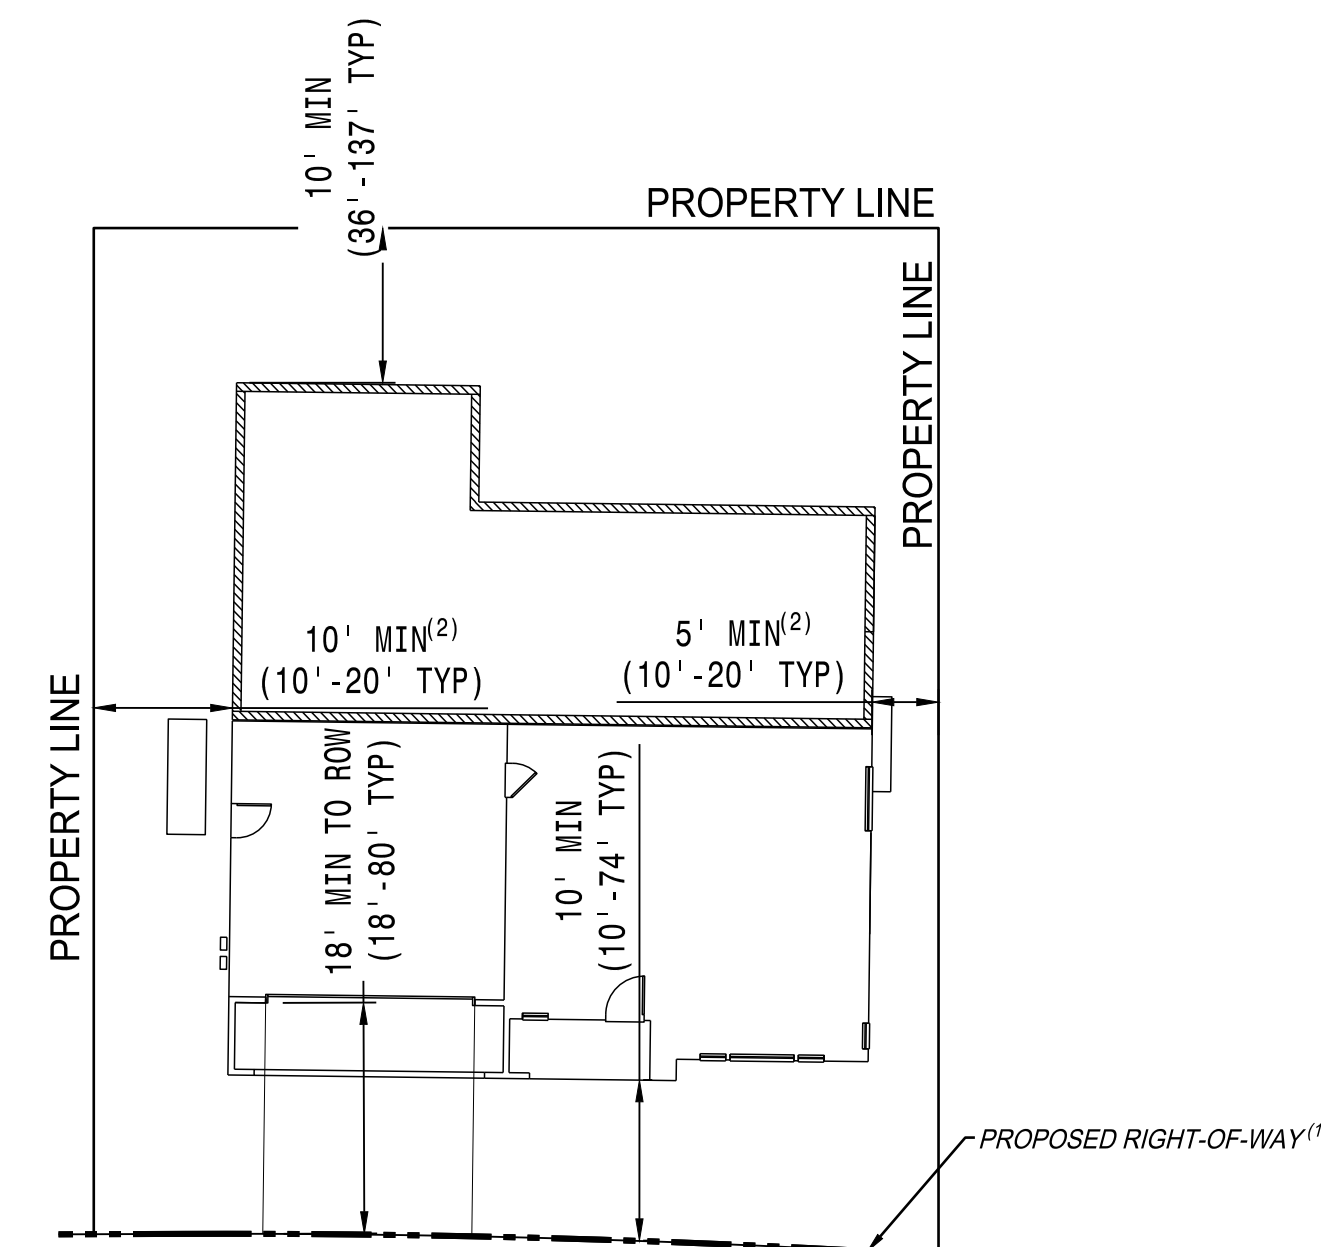 10' MIN
(36'-137' TYP)
PROPERTY LINE
PROPERTY LINE
10' MIN(2)
(10'-20' TYP)
5' MIN(2)
(10'-20' TYP)
PROPERTY LINE
18' MIN TO ROW
(18'-80' TYP)
10' MIN
(10'-74' TYP)
PROPOSED RIGHT-OF-WAY(1